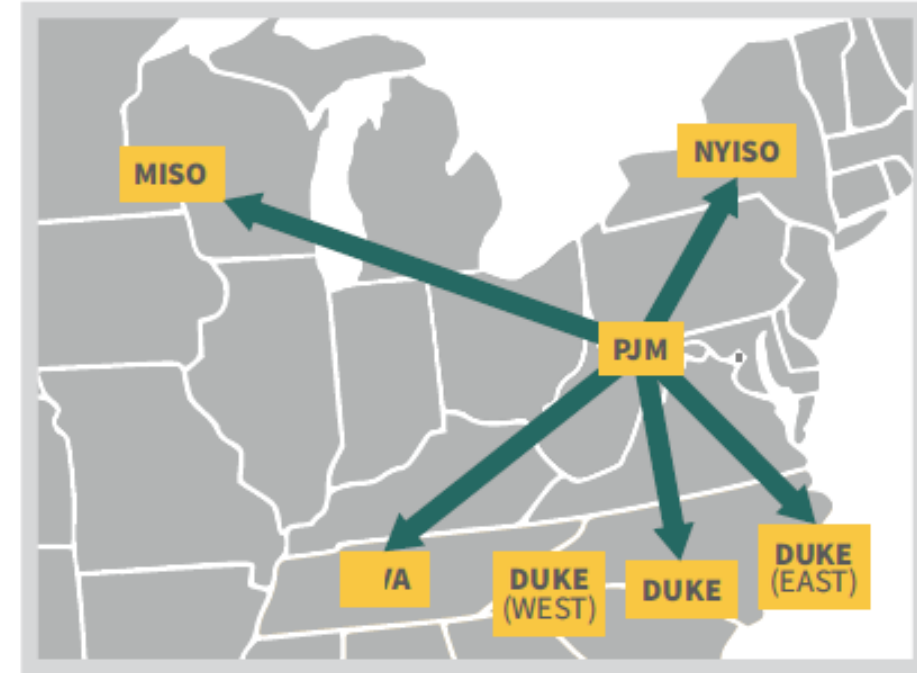 MISO
NYISO
PJM
/A
DUKE
(WEST)
DUKE
DUKE
(EAST)